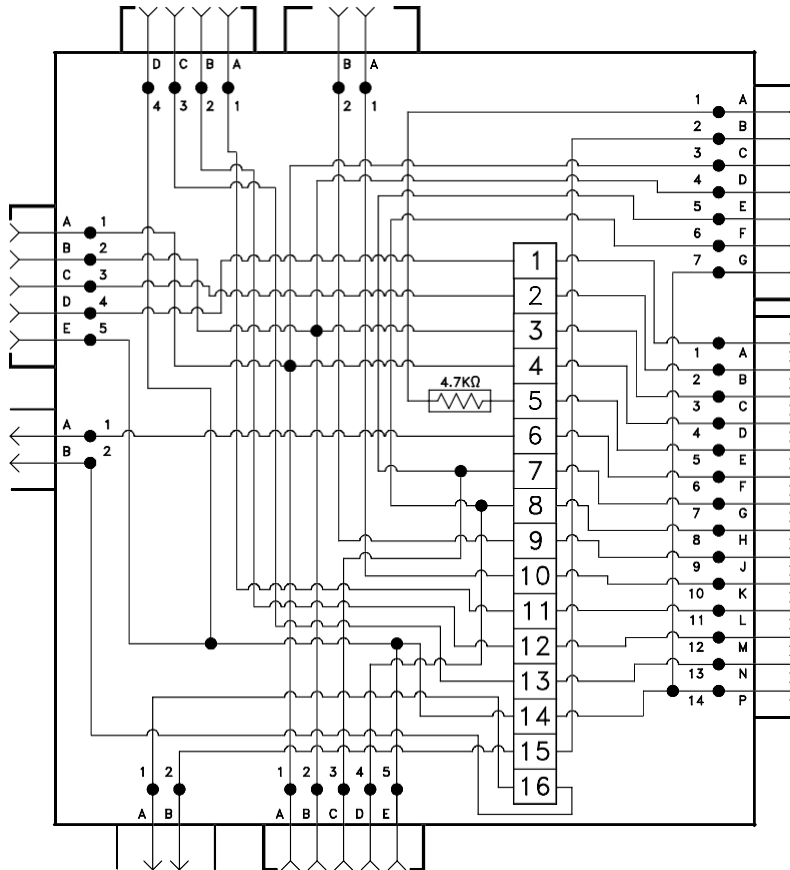 D C B A
4 3 2 1
B A
2 1
1 A
2 B
3 C
4 D
5 E
6 F
7 G
A 1
B 2
C 3
D 4
E 5
A 1
B 2
4.7KΩ
1
2
3
4
5
6
7
8
9
10
11
12
13
14
15
16
1 A
2 B
3 C
4 D
5 E
6 F
7 G
8 H
9 J
10 K
11 L
12 M
13 N
14 P
1 2
A B
1 2 3 4 5
A B C D E